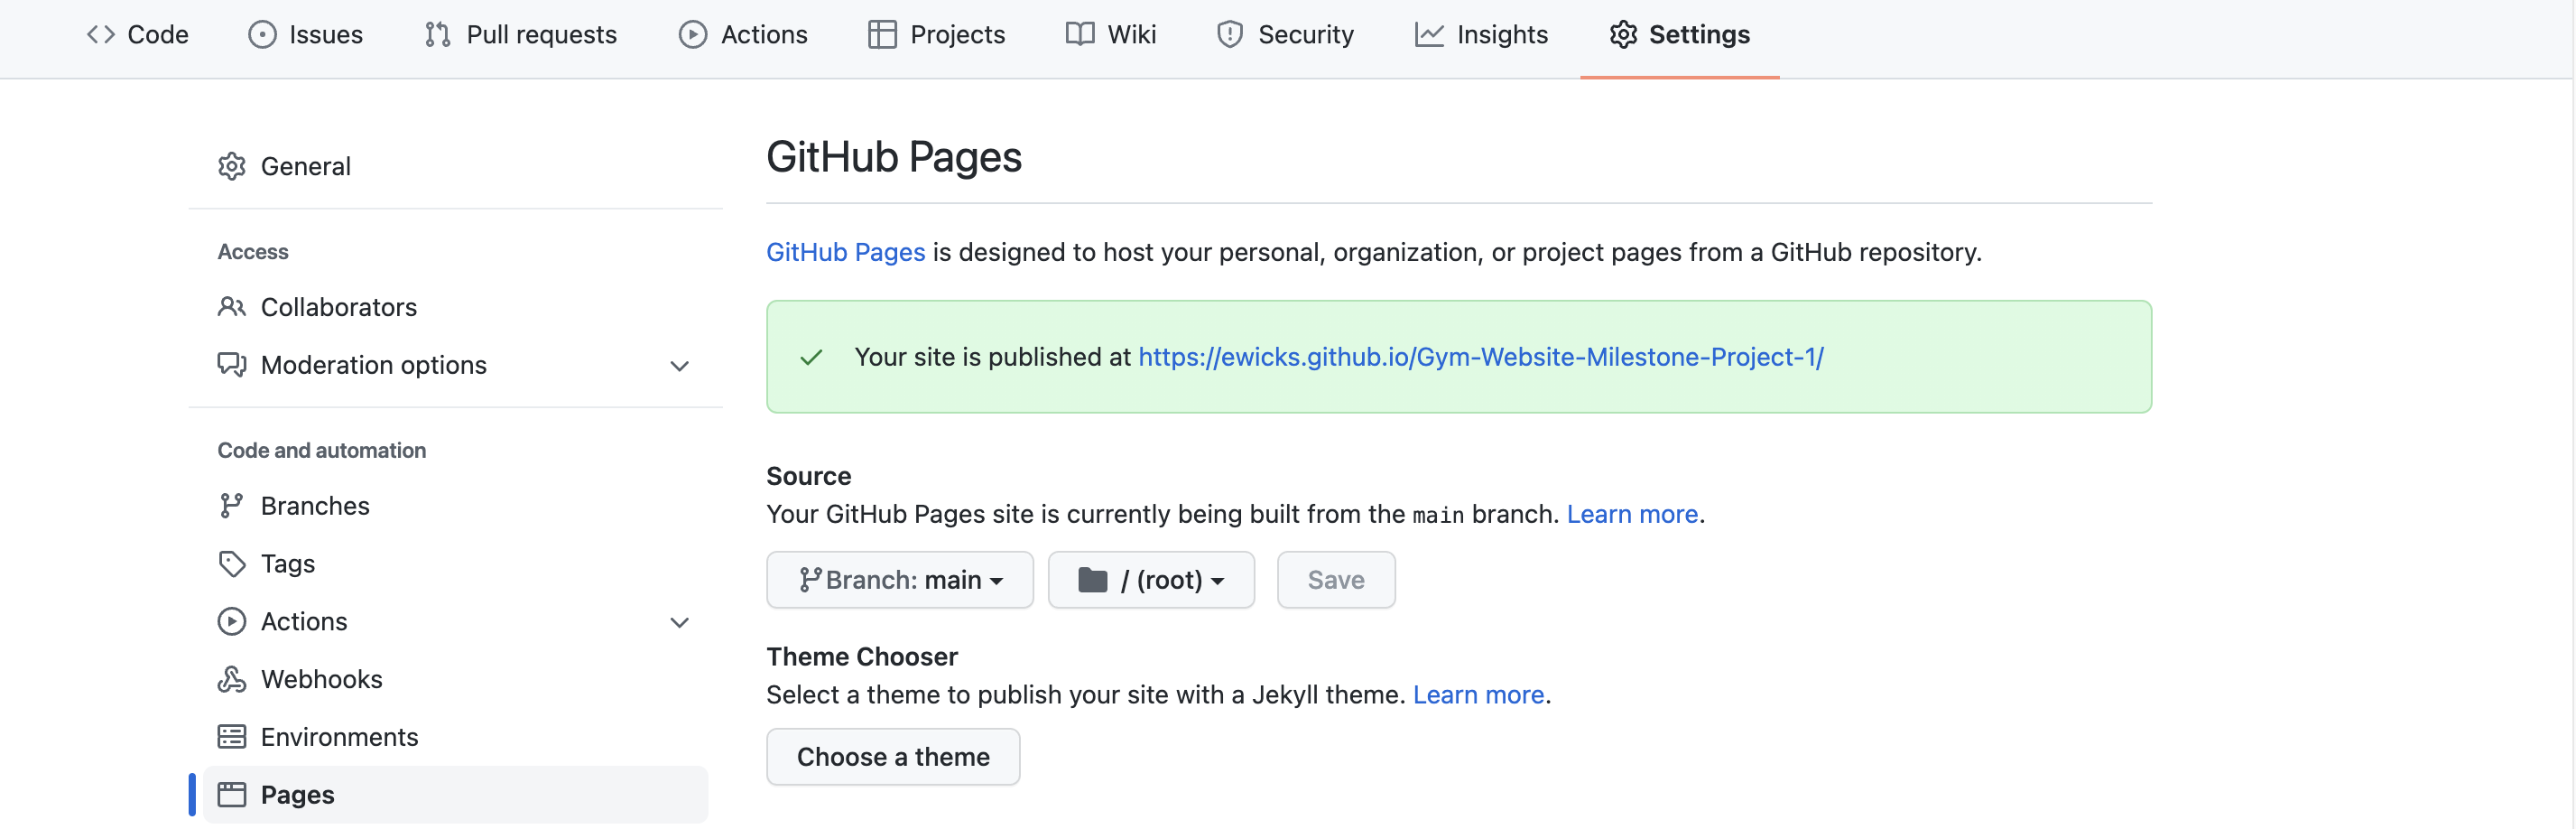 Code Issues Pull requests Actions Projects Wiki Security Insights Settings
General
Access
Collaborators
Moderation options
Code and automation
Branches
Tags
Actions
Webhooks
Environments
Pages
GitHub Pages
GitHub Pages is designed to host your personal, organization, or project pages from a GitHub repository.
Your site is published at https://ewicks.github.io/Gym-Website-Milestone-Project-1/
Source
Your GitHub Pages site is currently being built from the main branch. Learn more.
Branch: main / (root) Save
Theme Chooser
Select a theme to publish your site with a Jekyll theme. Learn more.
Choose a theme